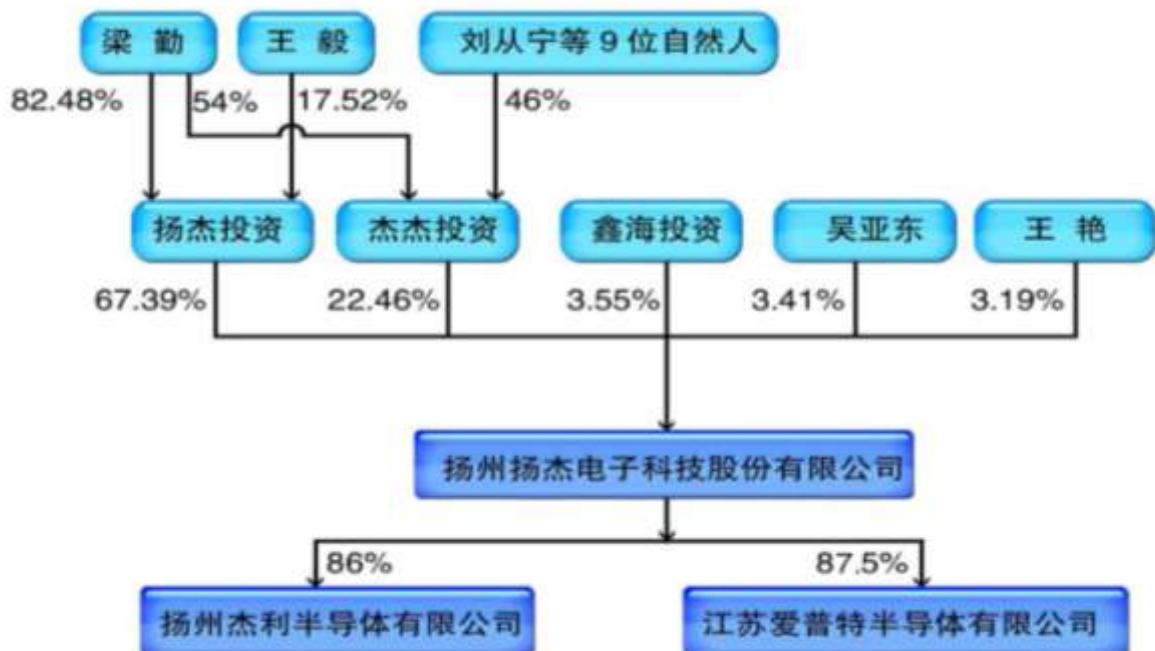 梁 勤
王 毅
刘从宁等 9 位自然人
82.48%
54%
17.52%
46%
扬杰投资
杰杰投资
鑫海投资
吴亚东
王 艳
67.39%
22.46%
3.55%
3.41%
3.19%
扬州扬杰电子科技股份有限公司
86%
87.5%
扬州杰利半导体有限公司
江苏爱普特半导体有限公司